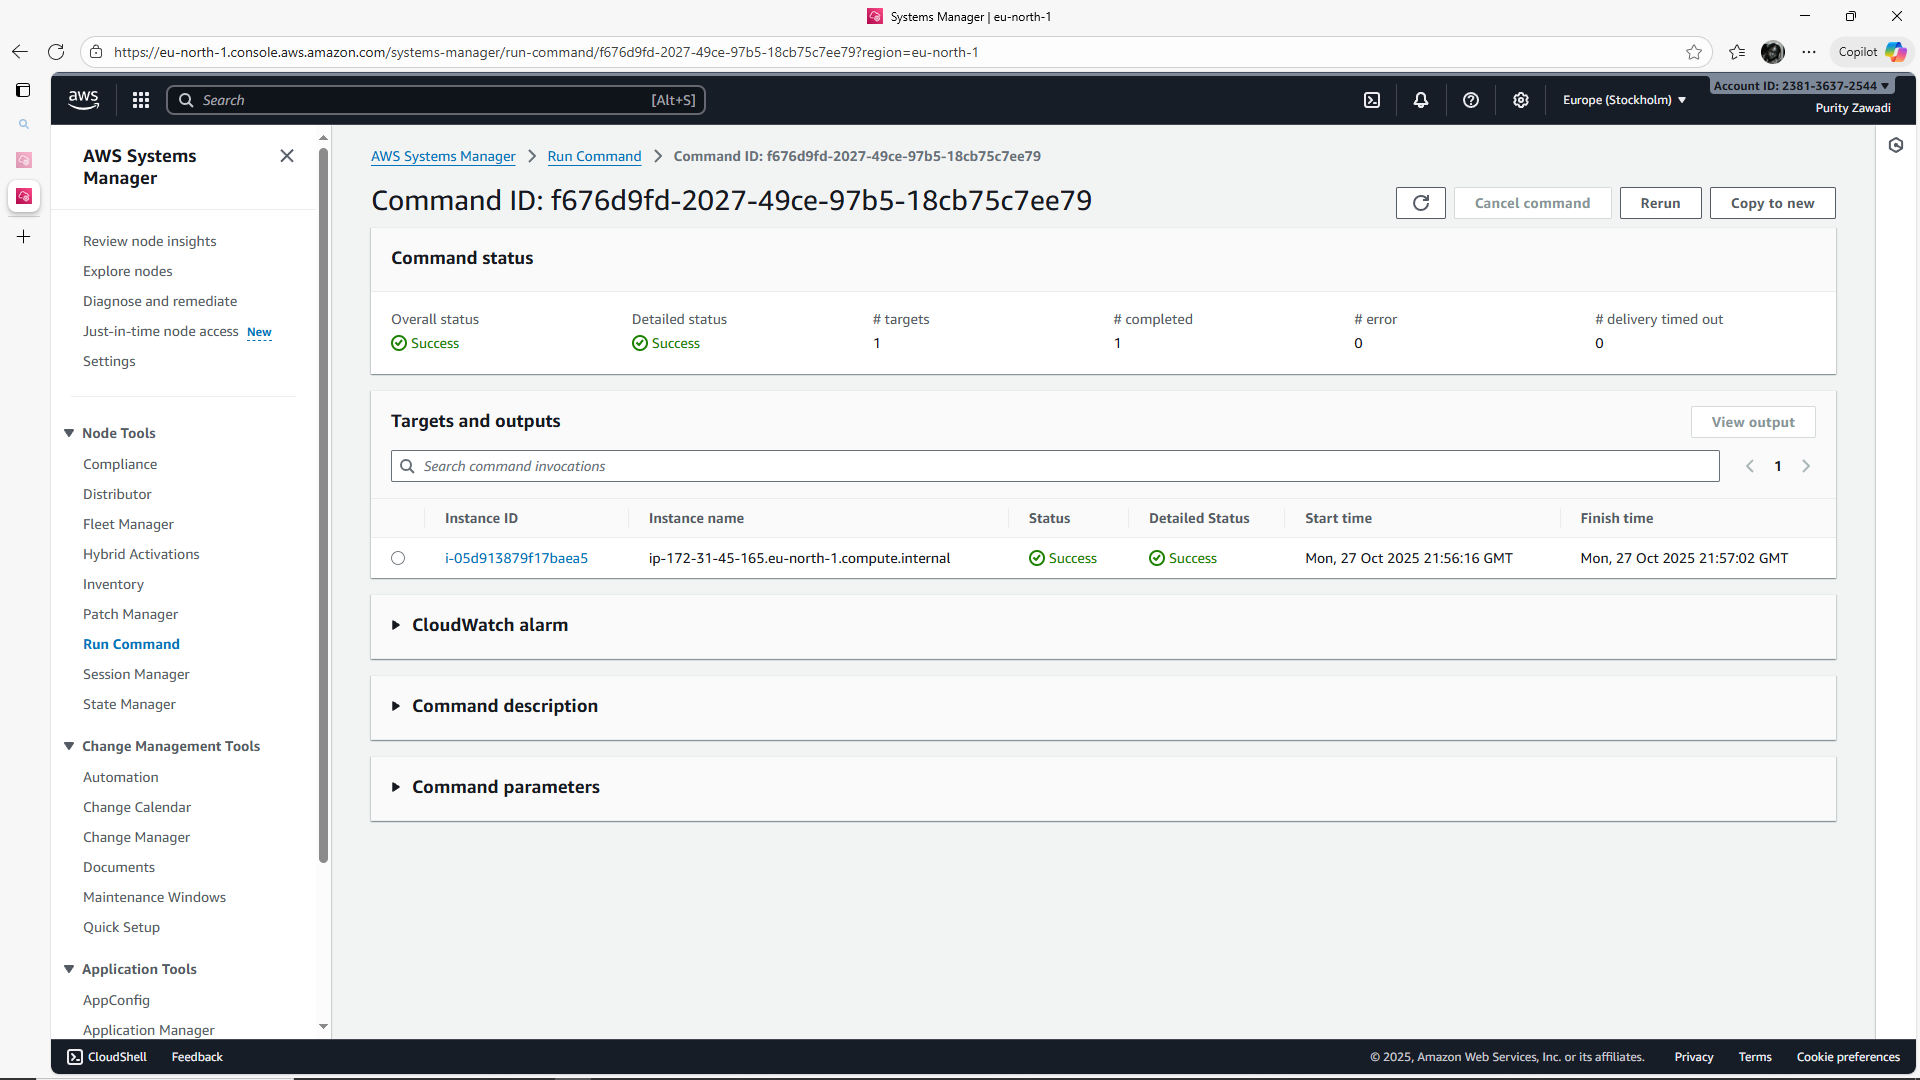 Systems Manager | eu-north-1
https://eu-north-1.console.aws.amazon.com/systems-manager/run-command/f676d9fd-2027-49ce-97b5-18cb75c7ee79?region=eu-north-1
Copilot
aws
Search
[Alt+S]
Europe (Stockholm)
Account ID: 2381-3637-2544
Purity Zawadi
AWS Systems Manager
Review node insights
Explore nodes
Diagnose and remediate
Just-in-time node access New
Settings
Node Tools
Compliance
Distributor
Fleet Manager
Hybrid Activations
Inventory
Patch Manager
Run Command
Session Manager
State Manager
Change Management Tools
Automation
Change Calendar
Change Manager
Documents
Maintenance Windows
Quick Setup
Application Tools
AppConfig
Application Manager
AWS Systems Manager > Run Command > Command ID: f676d9fd-2027-49ce-97b5-18cb75c7ee79
Command ID: f676d9fd-2027-49ce-97b5-18cb75c7ee79
Cancel command
Rerun
Copy to new
Command status
Overall status
Success
Detailed status
Success
# targets
1
# completed
1
# error
0
# delivery timed out
0
Targets and outputs
View output
Search command invocations
1
Instance ID Instance name Status Detailed Status Start time Finish time
i-05d913879f17baea5 ip-172-31-45-165.eu-north-1.compute.internal Success Success Mon, 27 Oct 2025 21:56:16 GMT Mon, 27 Oct 2025 21:57:02 GMT
CloudWatch alarm
Command description
Command parameters
CloudShell
Feedback
© 2025, Amazon Web Services, Inc. or its affiliates.
Privacy
Terms
Cookie preferences